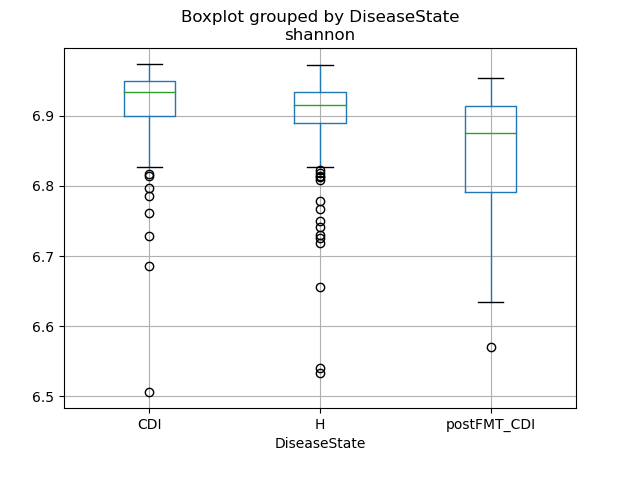 Boxplot grouped by DiseaseState
shannon
6.9
6.8
6.7
6.6
6.5
CDI
H
postFMT_CDI
DiseaseState